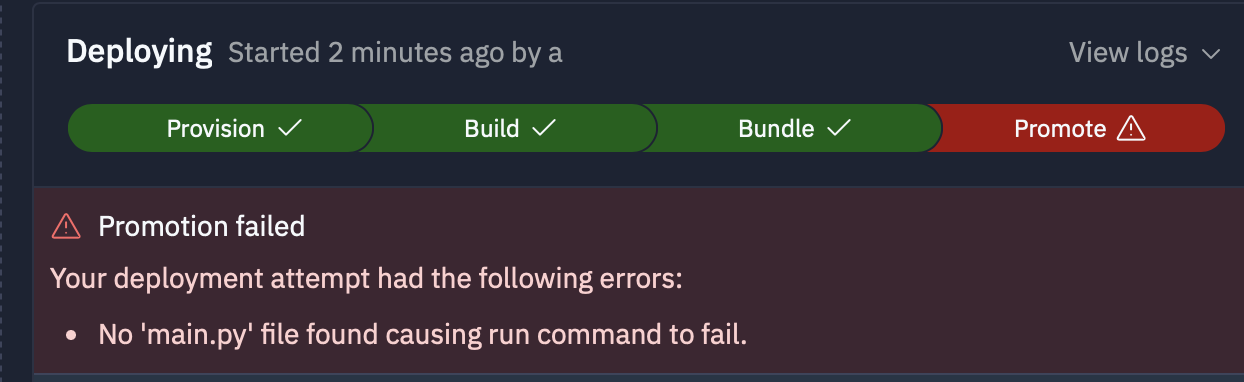 Deploying Started 2 minutes ago by a View logs
Provision Build Bundle Promote
Promotion failed
Your deployment attempt had the following errors:
• No 'main.py' file found causing run command to fail.